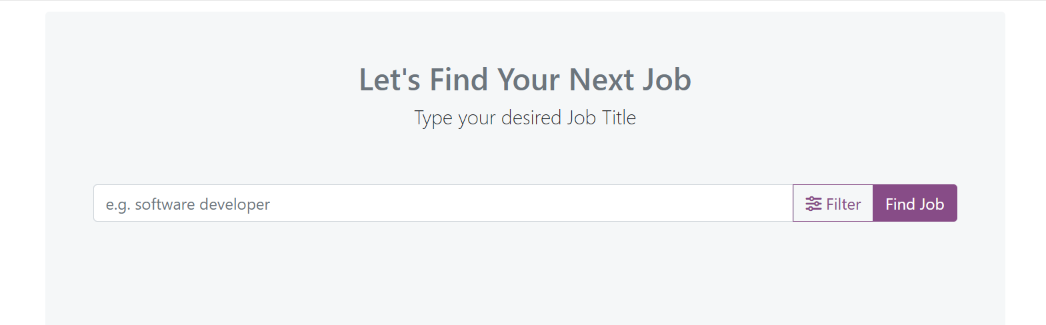 Let's Find Your Next Job
Type your desired Job Title
e.g. software developer
Filter
Find Job